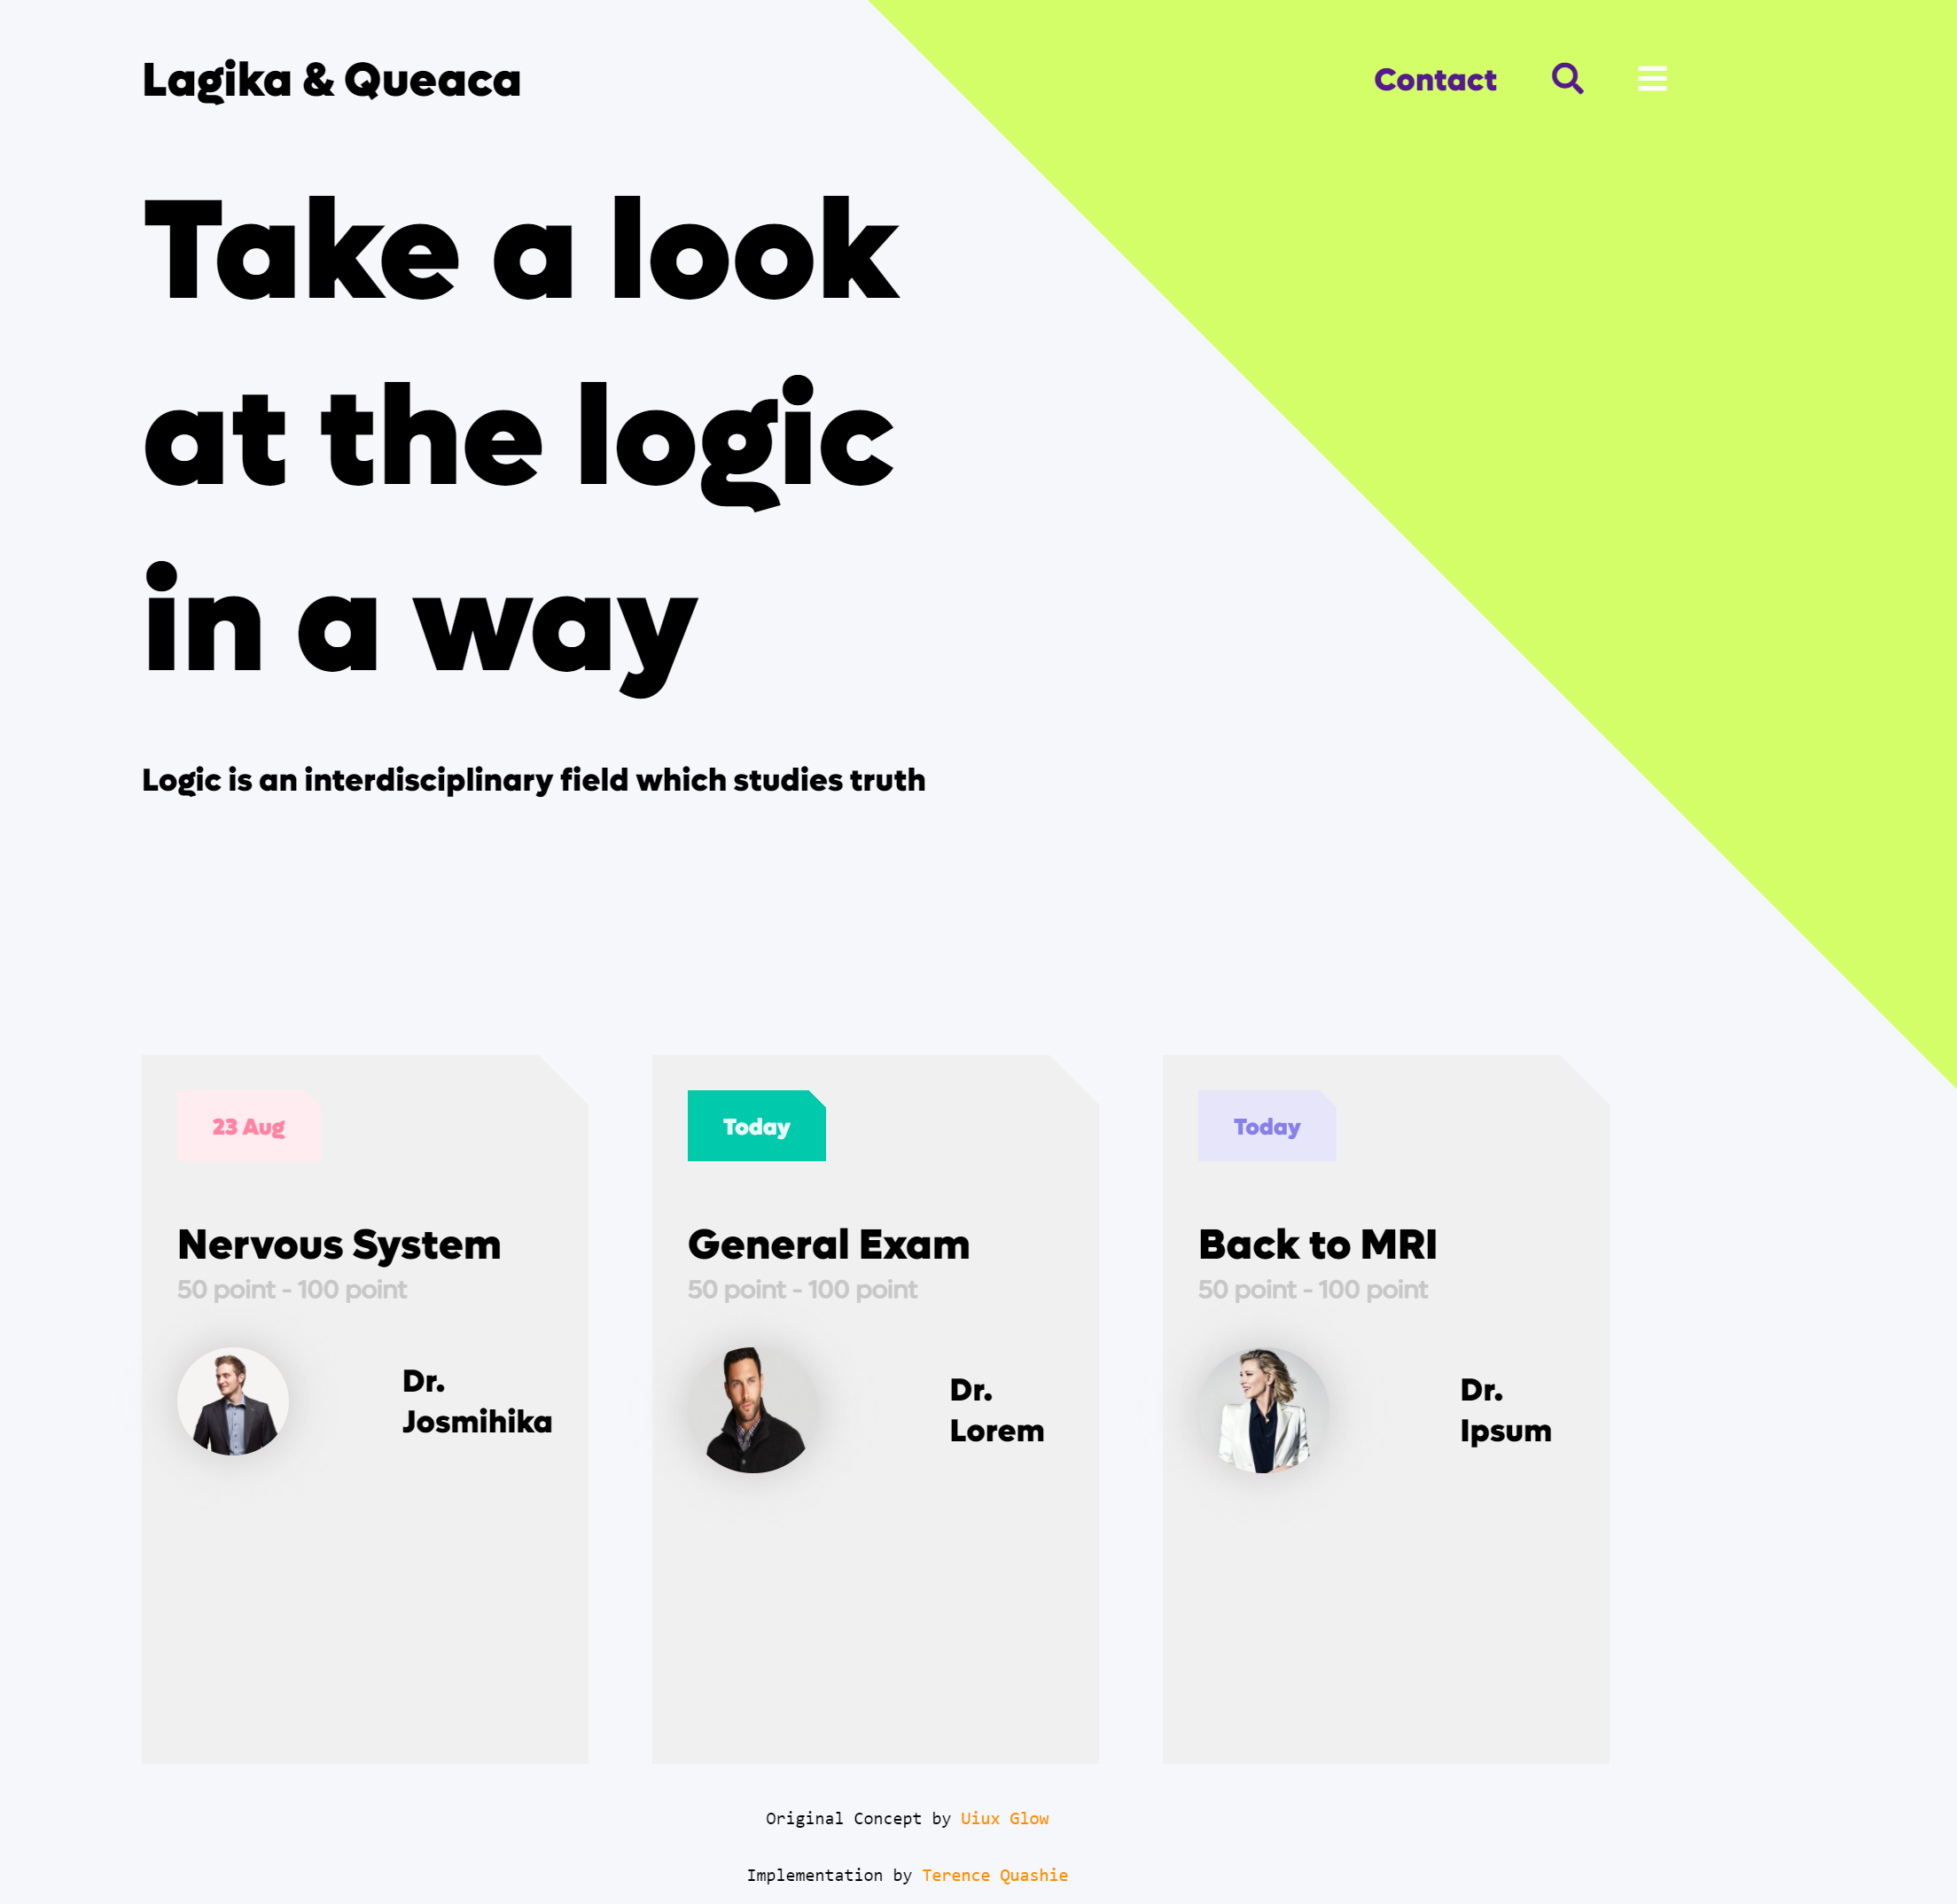 Lagika & Queaca
Contact
Take a look
at the logic
in a way
Logic is an interdisciplinary field which studies truth
23 Aug
Nervous System
50 point - 100 point
Dr.
Josmihika
Today
General Exam
50 point - 100 point
Dr.
Lorem
Today
Back to MRI
50 point - 100 point
Dr.
Ipsum
Original Concept by Uiux Glow
Implementation by Terence Quashie